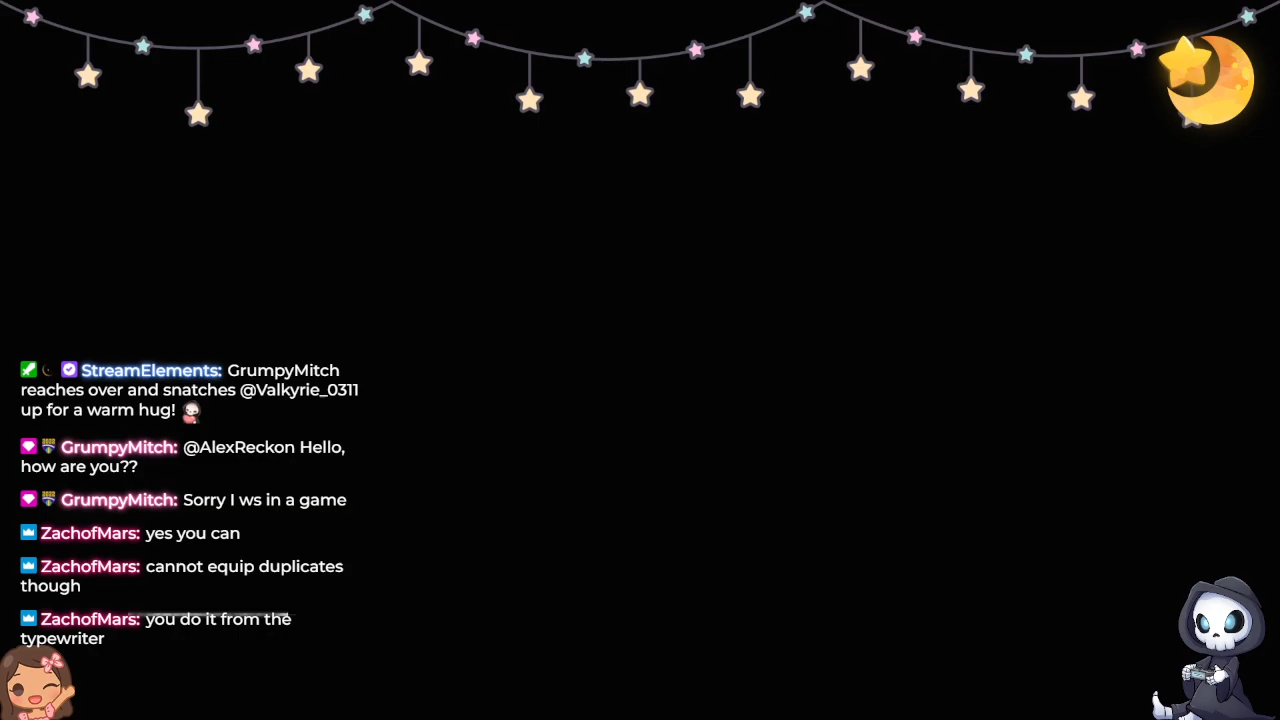 StreamElements: GrumpyMitch
reaches over and snatches @Valkyrie_0311
up for a warm hug!
GrumpyMitch: @AlexReckon Hello,
how are you??
GrumpyMitch: Sorry I ws in a game
ZachofMars: yes you can
ZachofMars: cannot equip duplicates
though
ZachofMars: you do it from the
typewriter